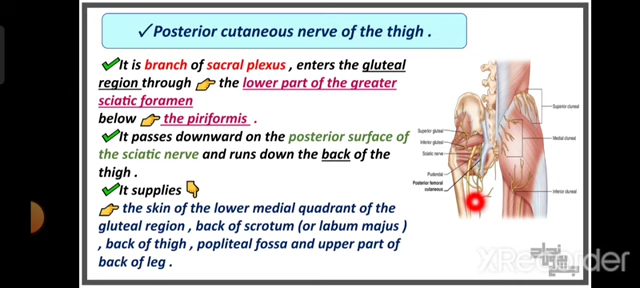 ✓Posterior cutaneous nerve of the thigh .
✔It is branch of sacral plexus , enters the gluteal
region through 👉 the lower part of the greater
sciatic foramen
below 👉 the piriformis .
✔It passes downward on the posterior surface of
the sciatic nerve and runs down the back of the
thigh .
✔It supplies 👇
👉 the skin of the lower medial quadrant of the
gluteal region , back of scrotum (or labum majus )
, back of thigh , popliteal fossa and upper part of
back of leg .
Superior gluteal
Inferior gluteal
Sciatic nerve
Pudendal
Posterior femoral
cutaneous
Superior cluneal
Medial cluneal
Inferior cluneal
XRecorder